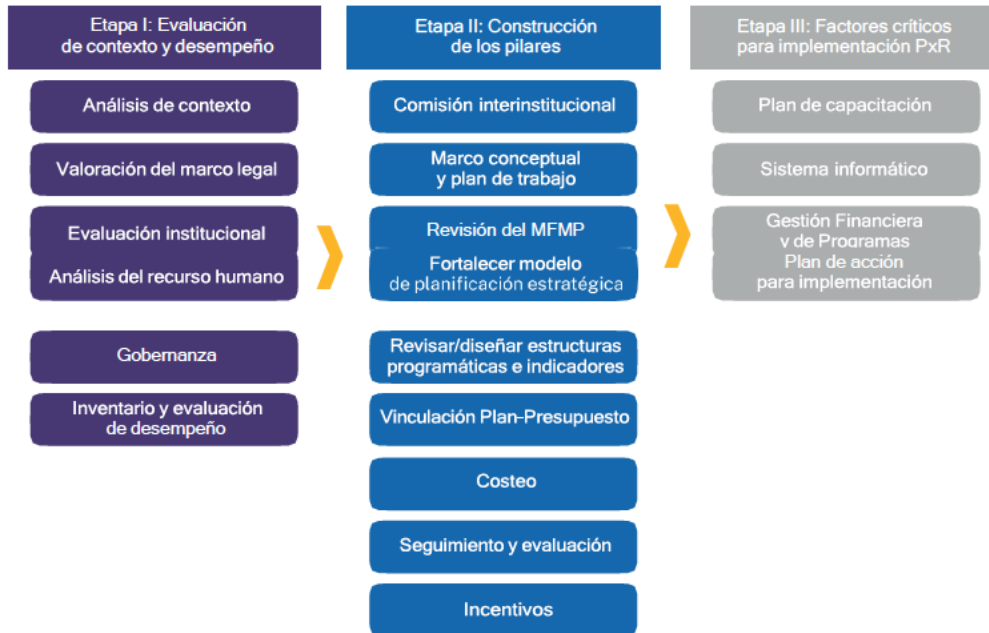 Etapa I: Evaluación
de contexto y desempeño
Análisis de contexto
Valoración del marco legal
Evaluación institucional
Análisis del recurso humano
Gobernanza
Inventario y evaluación
de desempeño
Etapa II: Construcción
de los pilares
Comisión interinstitucional
Marco conceptual
y plan de trabajo
Revisión del MFMP
Fortalecer modelo
de planificación estratégica
Revisar/diseñar estructuras
programáticas e indicadores
Vinculación Plan-Presupuesto
Costeo
Seguimiento y evaluación
Incentivos
Etapa III: Factores críticos
para implementación PxR
Plan de capacitación
Sistema informático
Gestión Financiera
y de Programas
Plan de acción
para implementación